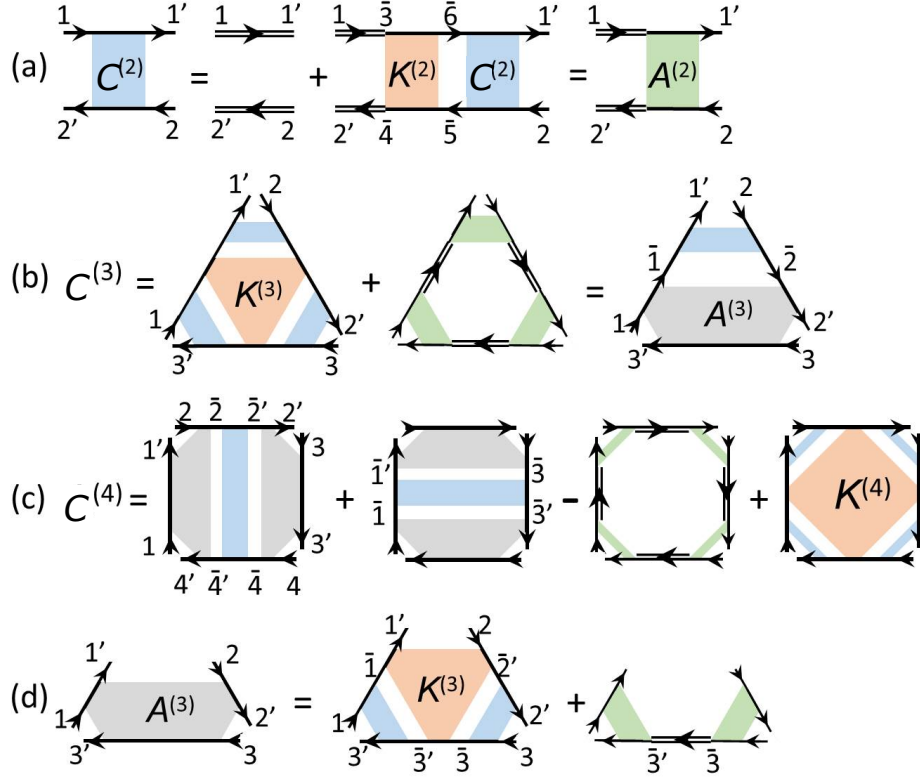 1 1’ 1 1’ 1 3̄ 6̄ 1’ 1 1’
(a) C⁽²⁾ = + K⁽²⁾ C⁽²⁾ = A⁽²⁾
2’ 2 2’ 2 2’ 4̄ 5̄ 2 2’ 2
1’ 2 1’ 2
(b) C⁽³⁾ = K⁽³⁾ + = 1̄ 2̄ A⁽³⁾
1 2’ 1 2’
3’ 3 3’ 3
2 2̄ 2̄’ 2’
1’ 3 1̄’ 3̄
(c) C⁽⁴⁾= + - + K⁽⁴⁾
1 3’ 1̄ 3̄’
4’ 4̄’ 4̄ 4
1’ 2 1’ 2
1̄ 2̄’
(d) A⁽³⁾ = K⁽³⁾ +
1 2’ 1 2’
3’ 3 3’ 3̄’ 3̄ 3 3̄’ 3̄